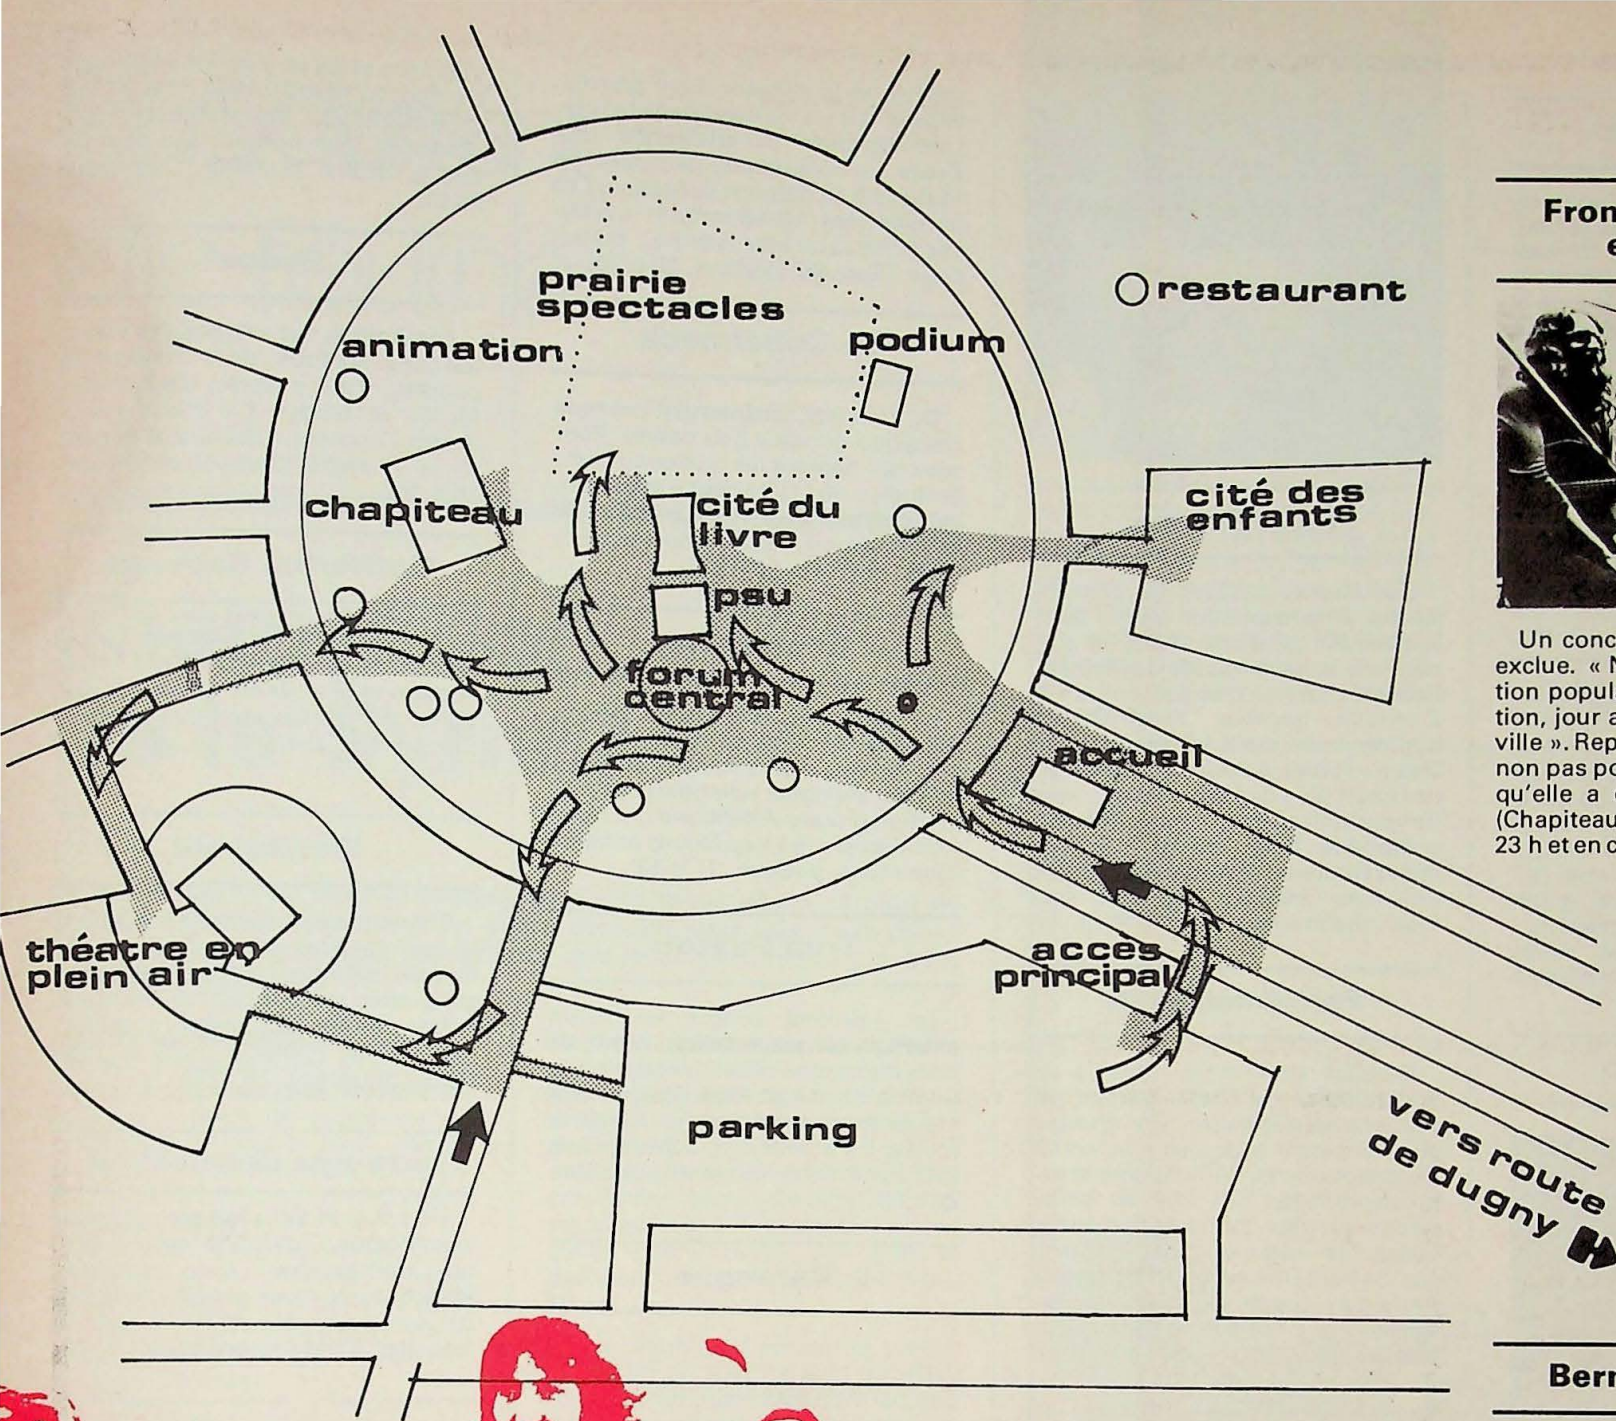 prairie
spectacles
animation
podium
restaurant
chapiteau
cité du
livre
cité des
enfants
psu
forum
central
accueil
théatre en
plein air
accès
principal
parking
vers route
de dugny
Un conc
exclue. « N
tion popul
tion, jour a
ville ». Rep
non pas po
qu'elle a
(Chapiteau
23 h et en c